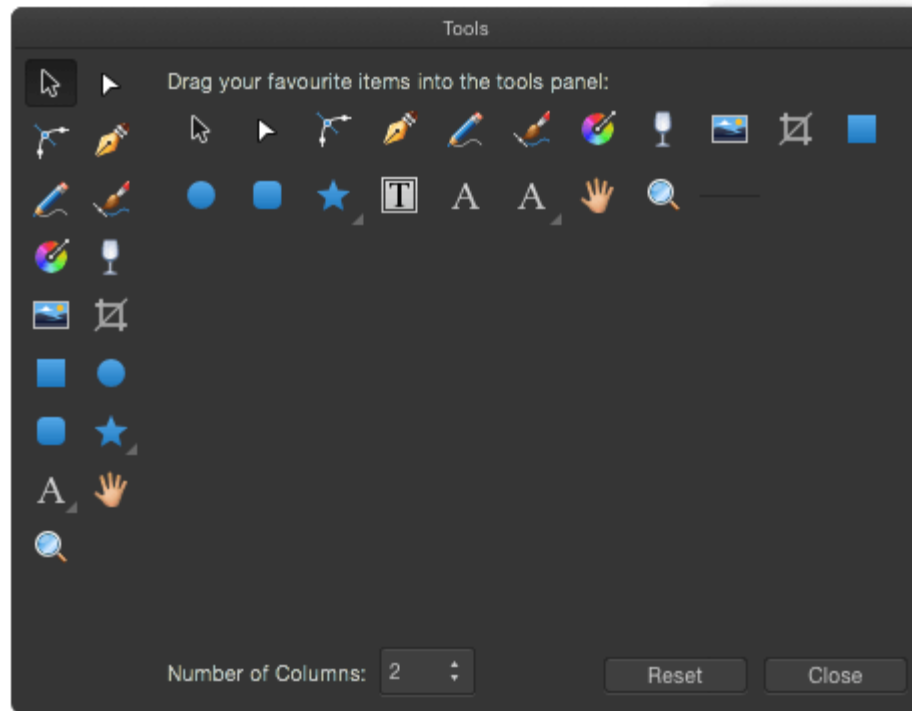 Tools
Drag your favourite items into the tools panel:
T A A
A
Number of Columns: 2
Reset Close